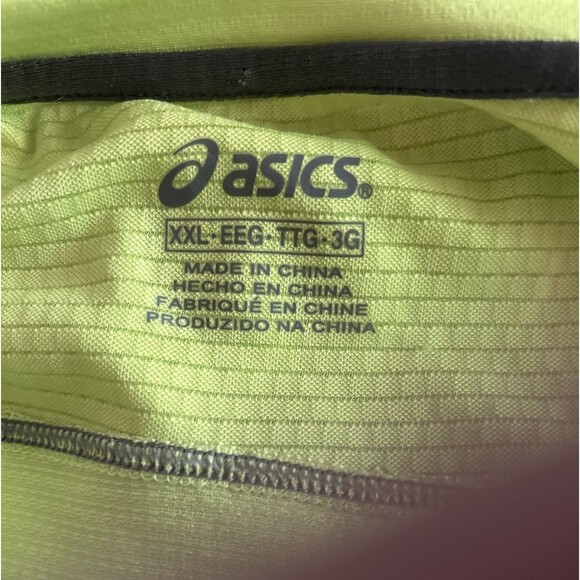 asics®
XXL·EEG·TTG·3G
MADE IN CHINA
HECHO EN CHINA
FABRIQUÉ EN CHINE
PRODUZIDO NA CHINA